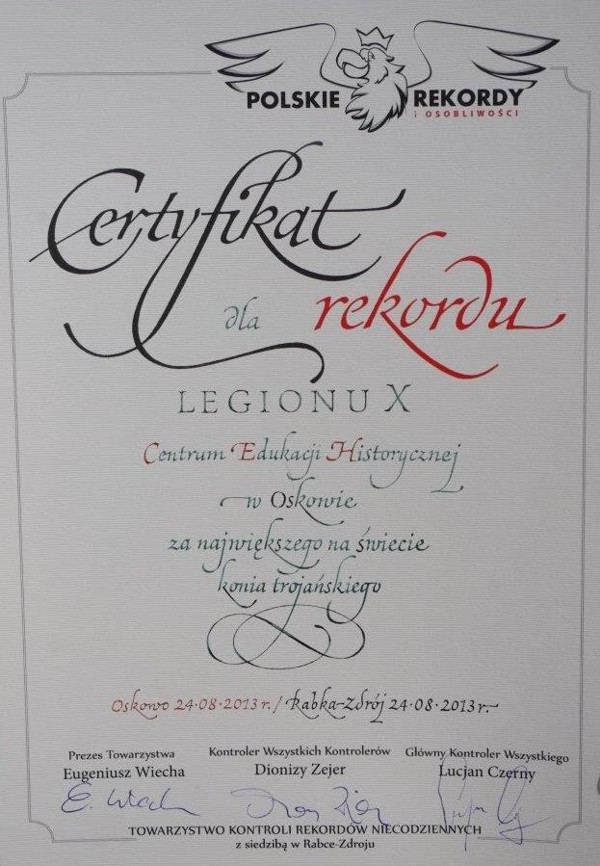 POLSKIE REKORDY
i OSOBLIWOŚCI
Certyfikat
dla rekordu
LEGIONU X
Centrum Edukacji Historycznej
w Oskowie
za największego na świecie
konia trojańskiego
Oskowo 24·08·2013 r. / Rabka-Zdrój 24·08·2013 r.
Prezes Towarzystwa Kontroler Wszystkich Kontrolerów Główny Kontroler Wszystkiego
Eugeniusz Wiecha Dionizy Zejer Lucjan Czerny
TOWARZYSTWO KONTROLI REKORDÓW NIECODZIENNYCH
z siedzibą w Rabce-Zdroju